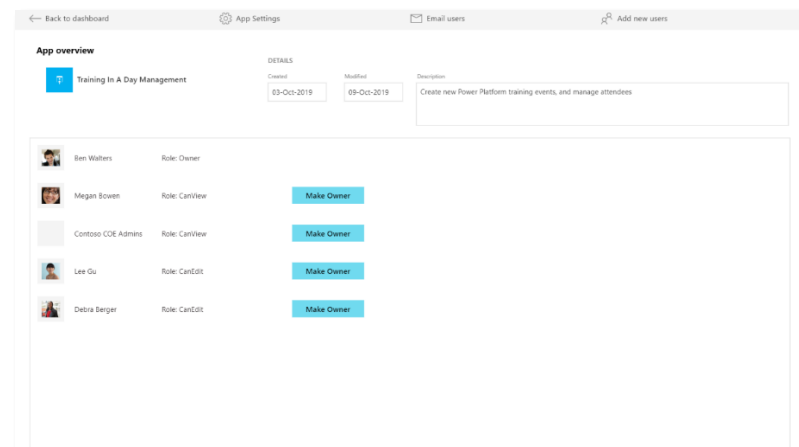 Back to dashboard
App Settings
Email users
Add new users
App overview
Training In A Day Management
DETAILS
Created
Modified
Description
03-Oct-2019
09-Oct-2019
Create new Power Platform training events, and manage attendees
Ben Walters
Role: Owner
Megan Bowen
Role: CanView
Make Owner
Contoso COE Admins
Role: CanView
Make Owner
Lee Gu
Role: CanEdit
Make Owner
Debra Berger
Role: CanEdit
Make Owner